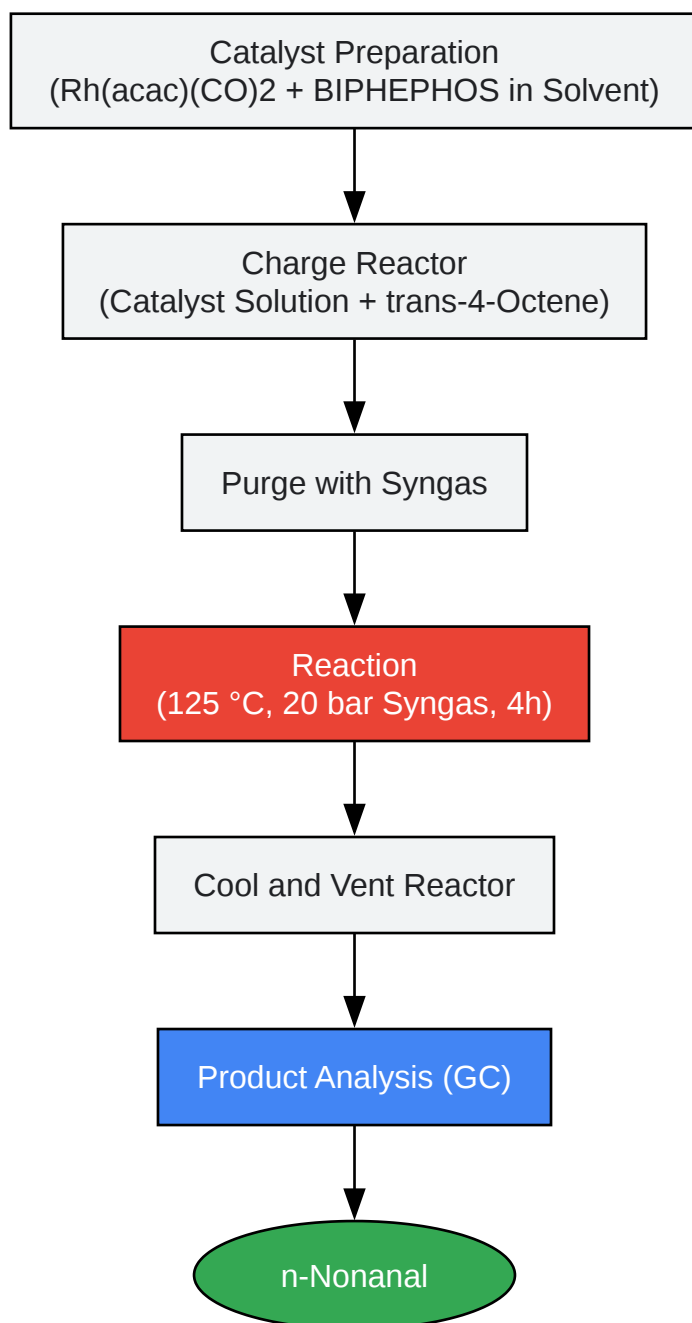 Catalyst Preparation
(Rh(acac)(CO)2 + BIPHEPHOS in Solvent)
Charge Reactor
(Catalyst Solution + trans-4-Octene)
Purge with Syngas
Reaction
(125 °C, 20 bar Syngas, 4h)
Cool and Vent Reactor
Product Analysis (GC)
n-Nonanal